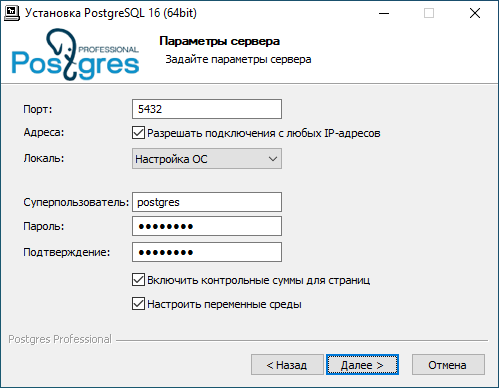 Установка PostgreSQL 16 (64bit)
PROFESSIONAL
Postgres
Параметры сервера
Задайте параметры сервера
Порт: 5432
Адреса: Разрешать подключения с любых IP-адресов
Локаль: Настройка ОС
Суперпользователь: postgres
Пароль: ●●●●●●●●
Подтверждение: ●●●●●●●●
Включить контрольные суммы для страниц
Настроить переменные среды
Postgres Professional
< Назад Далее > Отмена